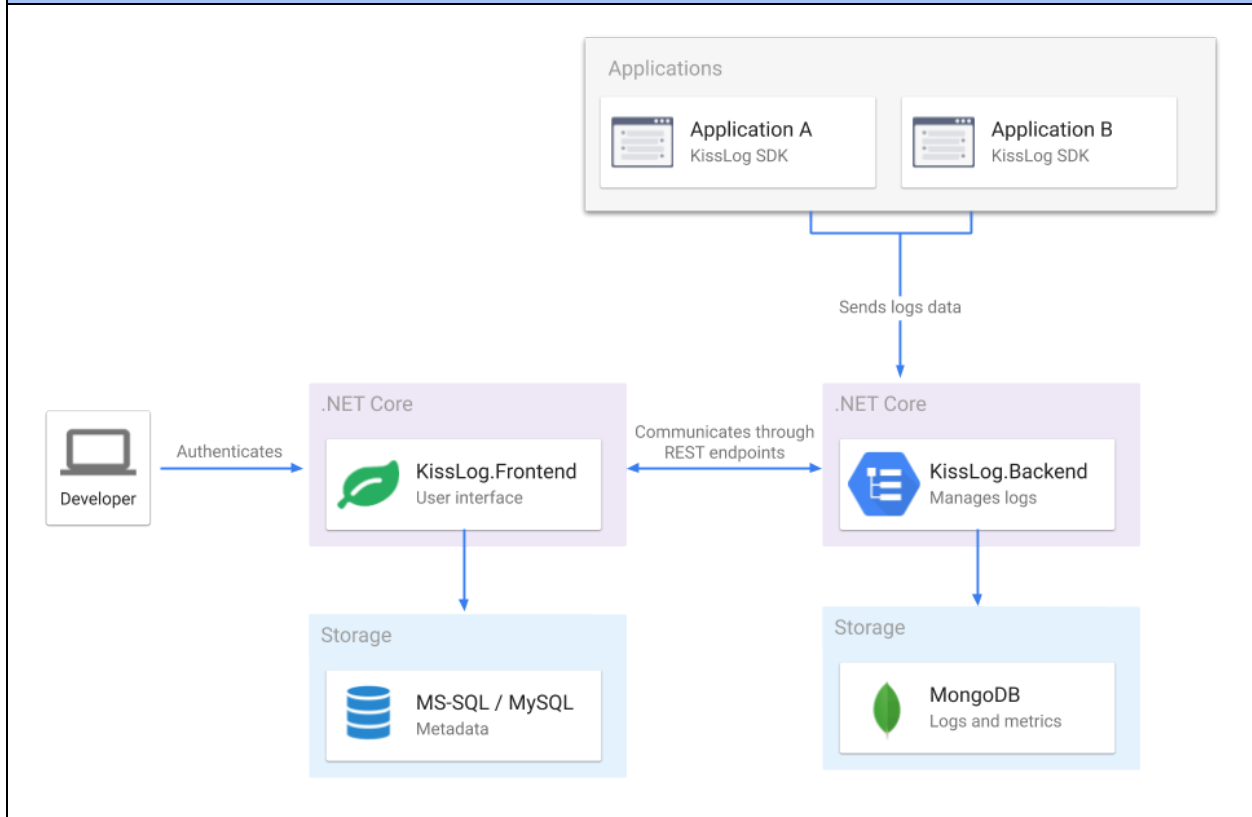 Applications
Application A
KissLog SDK
Application B
KissLog SDK
Sends logs data
.NET Core
.NET Core
Developer
Authenticates
KissLog.Frontend
User interface
Communicates through
REST endpoints
KissLog.Backend
Manages logs
Storage
MS-SQL / MySQL
Metadata
Storage
MongoDB
Logs and metrics